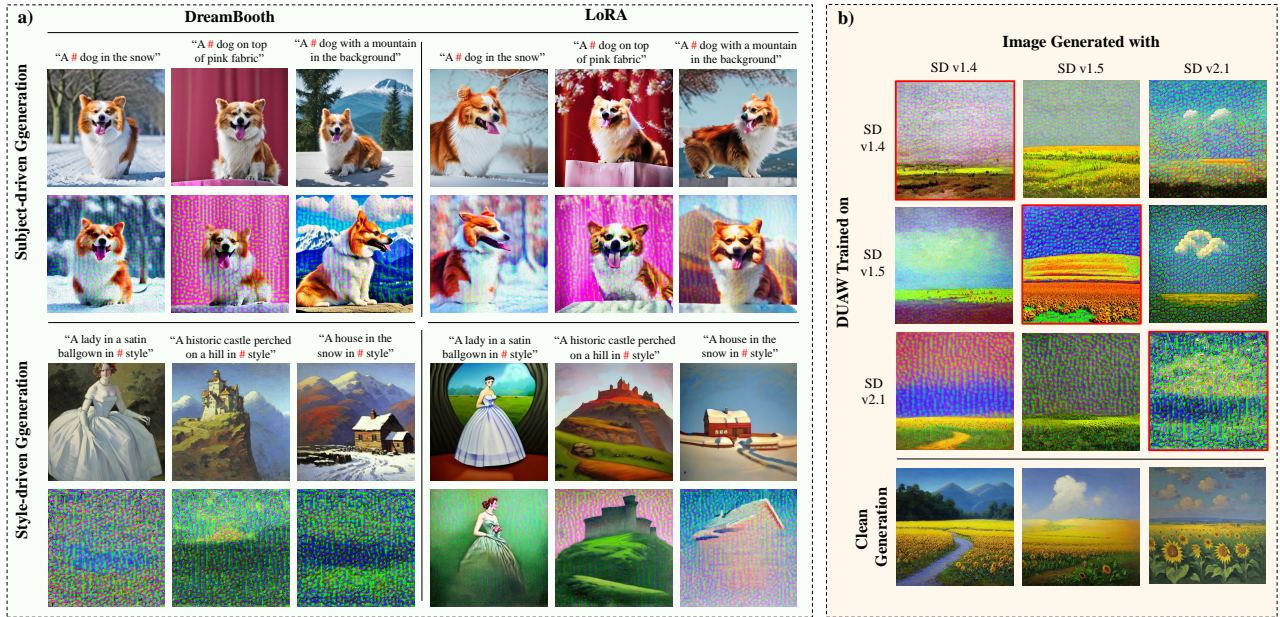 a)
DreamBooth
LoRA
Subject-driven Ggeneration
“A # dog in the snow”
“A # dog on top
of pink fabric”
“A # dog with a mountain
in the background”
“A # dog in the snow”
“A # dog on top
of pink fabric”
“A # dog with a mountain
in the background”
Style-driven Ggeneration
“A lady in a satin
ballgown in # style”
“A historic castle perched
on a hill in # style”
“A house in the
snow in # style”
“A lady in a satin
ballgown in # style”
“A historic castle perched
on a hill in # style”
“A house in the
snow in # style”
b)
Image Generated with
SD v1.4
SD v1.5
SD v2.1
DUAW Trained on
SD
v1.4
SD
v1.5
SD
v2.1
Clean
Generation